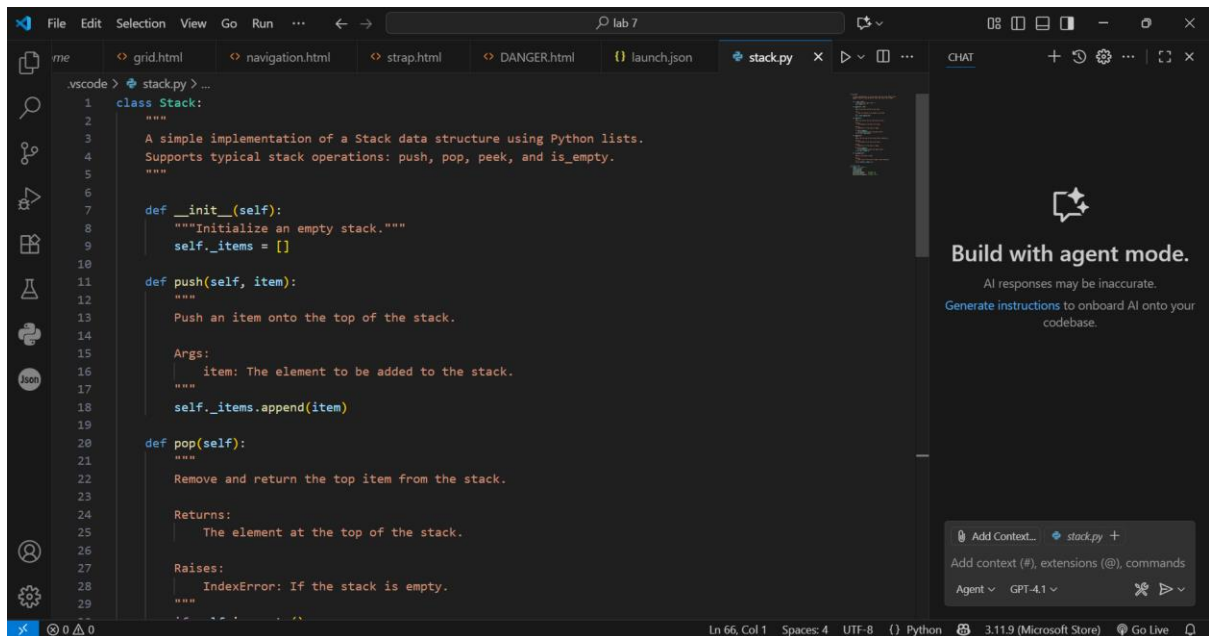 File Edit Selection View Go Run ··· ← → lab 7
me grid.html navigation.html strap.html DANGER.html launch.json stack.py × CHAT
.vscode > stack.py > ...
1 class Stack:
2     """
3     A simple implementation of a Stack data structure using Python lists.
4     Supports typical stack operations: push, pop, peek, and is_empty.
5     """
6
7     def __init__(self):
8         """Initialize an empty stack."""
9         self._items = []
10
11     def push(self, item):
12         """
13         Push an item onto the top of the stack.
14
15         Args:
16             item: The element to be added to the stack.
17         """
18         self._items.append(item)
19
20     def pop(self):
21         """
22         Remove and return the top item from the stack.
23
24         Returns:
25             The element at the top of the stack.
26
27         Raises:
28             IndexError: If the stack is empty.
29         """
Json
Build with agent mode.
AI responses may be inaccurate.
Generate instructions to onboard AI onto your
codebase.
Add Context... stack.py +
Add context (#), extensions (@), commands
Agent GPT-4.1
0 0 Ln 66, Col 1 Spaces: 4 UTF-8 {} Python 3.11.9 (Microsoft Store) Go Live